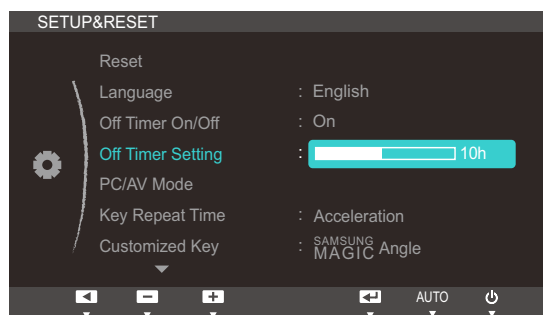 SETUP&RESET
Reset
Language : English
Off Timer On/Off : On
Off Timer Setting : 10h
PC/AV Mode
Key Repeat Time : Acceleration
Customized Key : SAMSUNG MAGIC Angle
AUTO